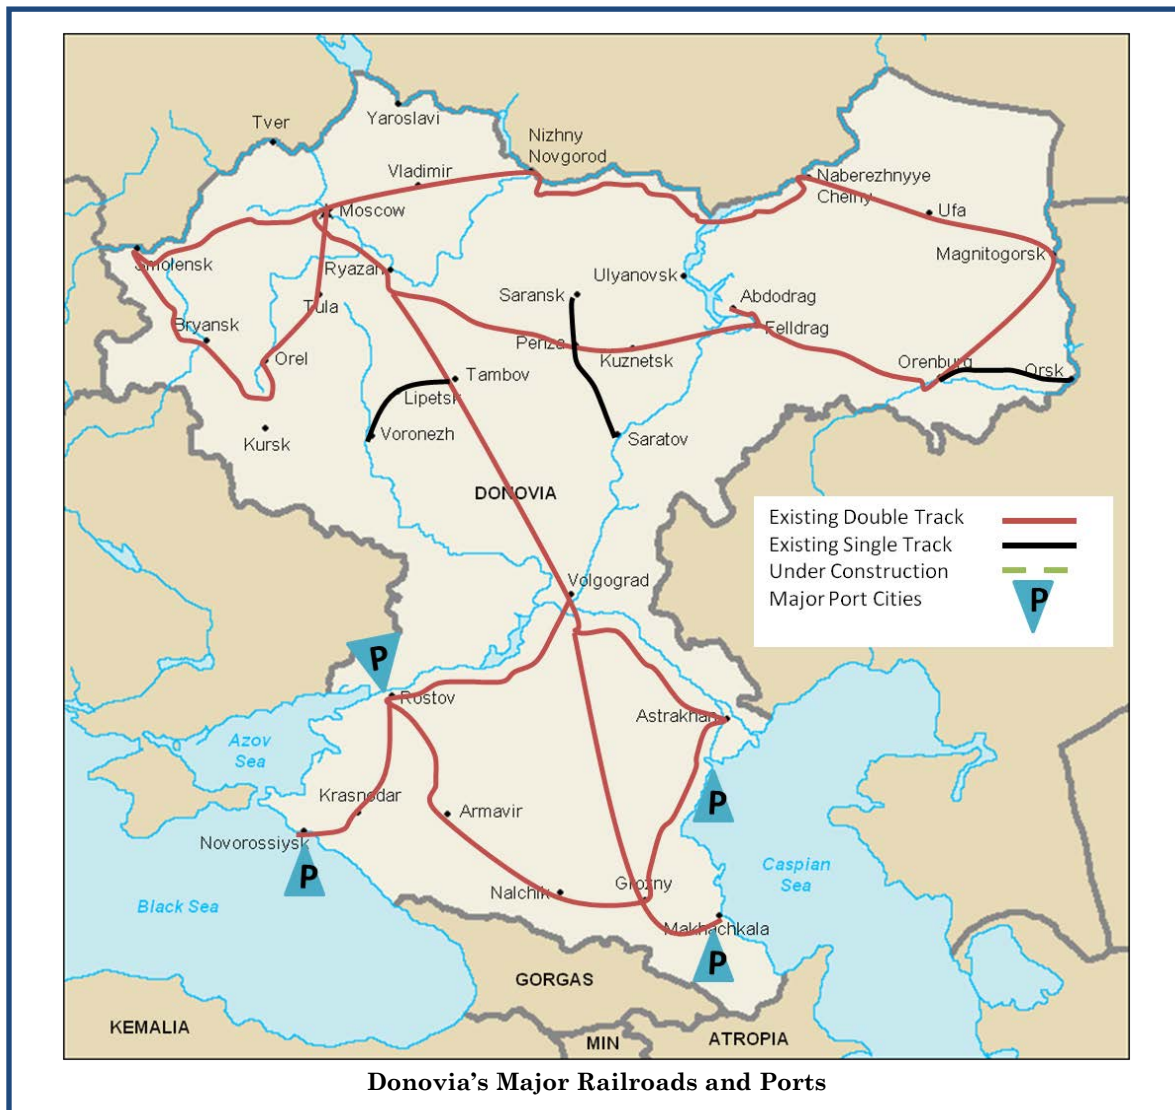 Yaroslavi
Tver
Nizhny
Novgorod
Vladimir
Naberezhnyye
Chelny
Moscow
Ufa
Magnitogorsk
Smolensk
Ryazan
Ulyanovsk
Saransk
Abdodrag
Tula
Bryansk
Felldrag
Penza
Kuznetsk
Orel
Orenburg
Orsk
Tambov
Lipetsk
Kursk
Voronezh
Saratov
DONOVIA
Existing Double Track
Existing Single Track
Under Construction
Major Port Cities
P
Volgograd
P
Rostov
Astrakhan
Azov
Sea
Krasnodar
P
Armavir
Novorossiysk
P
Caspian
Sea
Grozny
Nalchik
Black Sea
Makhachkala
P
GORGAS
KEMALIA
MIN
ATROPIA
Donovia’s Major Railroads and Ports